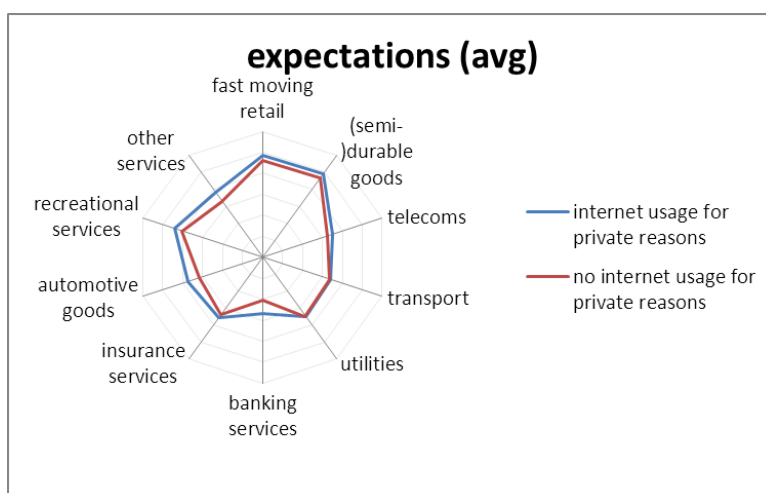 expectations (avg)
fast moving
retail
(semi-
)durable
goods
telecoms
transport
utilities
banking
services
insurance
services
automotive
goods
recreational
services
other
services
internet usage for
private reasons
no internet usage for
private reasons